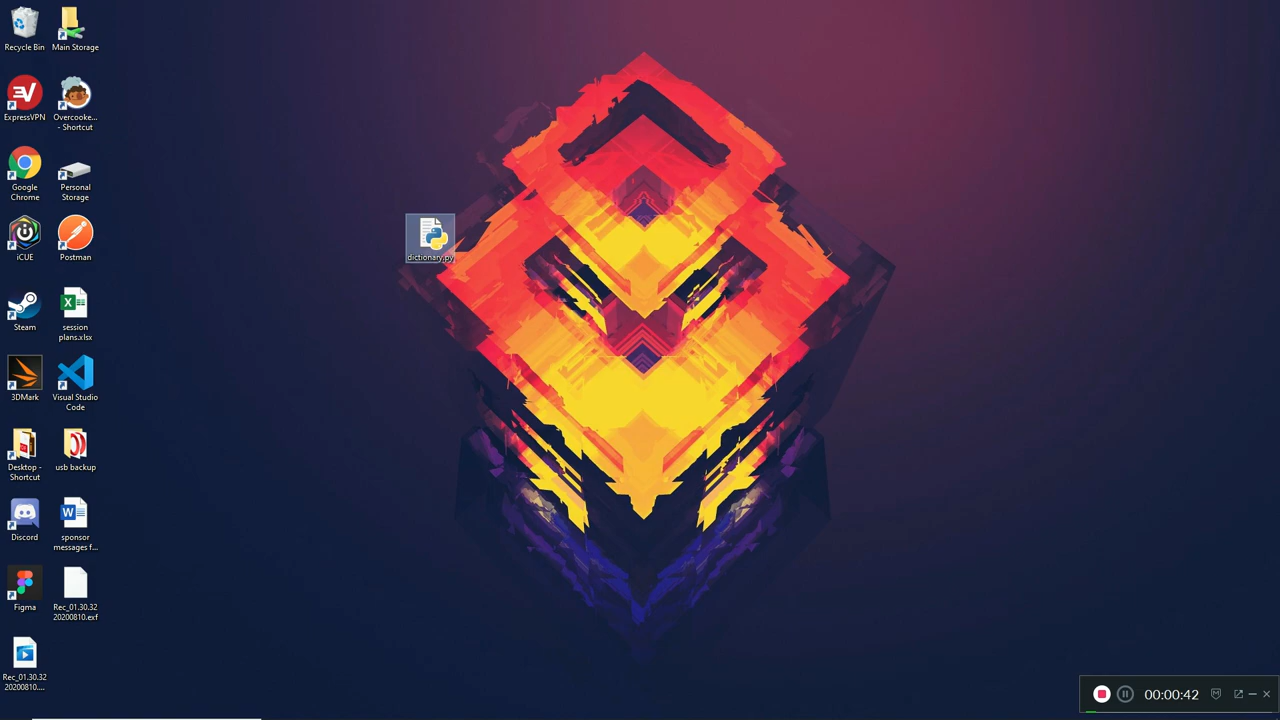 Recycle Bin
Main Storage
ExpressVPN
Overcooke...
- Shortcut
Google
Chrome
Personal
Storage
iCUE
Postman
Steam
session
plans.xlsx
3DMark
Visual Studio
Code
Desktop -
Shortcut
usb backup
Discord
sponsor
messages f...
Figma
Rec_01.30.32
20200810.exf
Rec_01.30.32
20200810....
dictionary.py
00:00:42